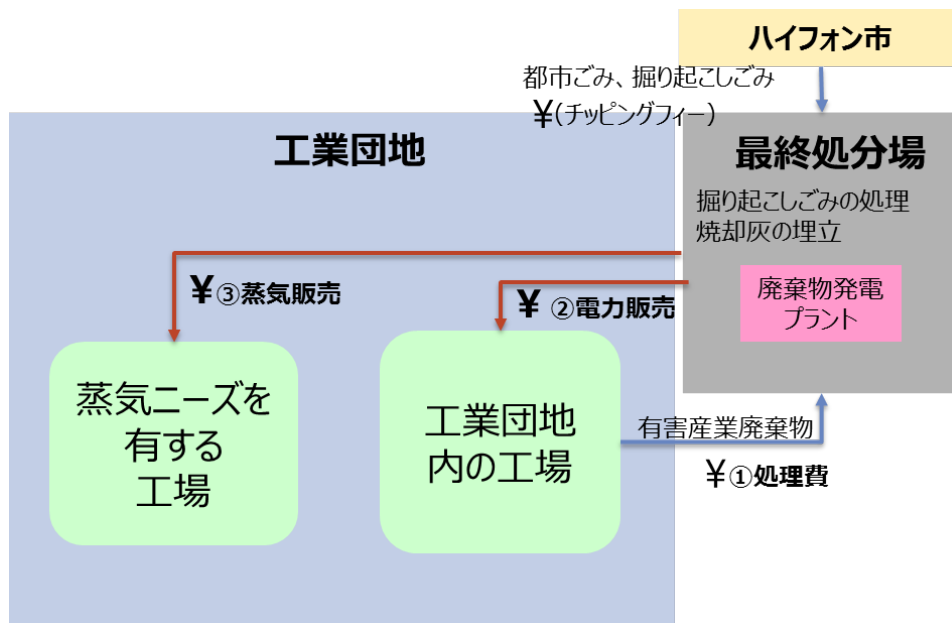 ハイフォン市
都市ごみ、掘り起こしごみ
¥(チッピングフィー)
工業団地
最終処分場
掘り起こしごみの処理
焼却灰の埋立
廃棄物発電
プラント
¥③蒸気販売
¥ ②電力販売
蒸気ニーズを
有する
工場
工業団地
内の工場
有害産業廃棄物
¥①処理費